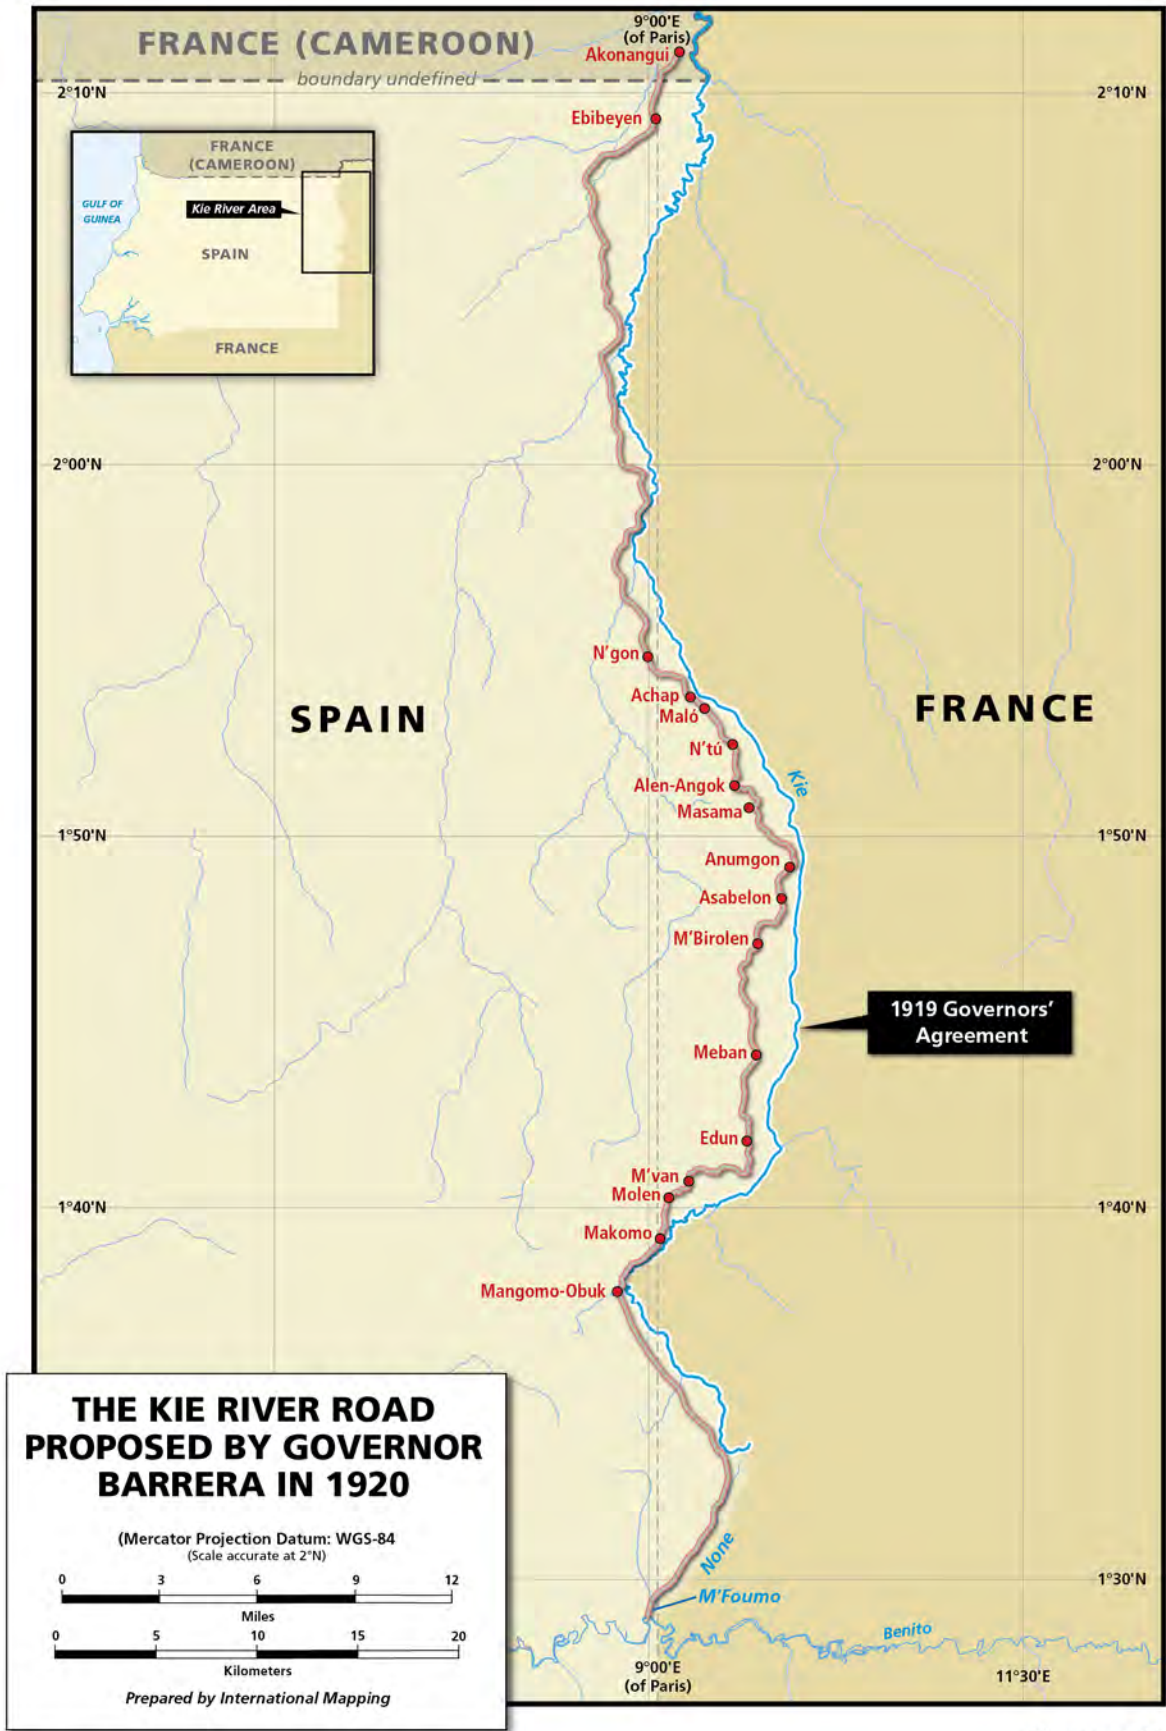 9°00'E
(of Paris)
FRANCE (CAMEROON)
Akonangui
boundary undefined
2°10'N
2°10'N
Ebibeyen
FRANCE
(CAMEROON)
GULF OF
GUINEA
Kie River Area
SPAIN
FRANCE
2°00'N
2°00'N
N'gon
Achap
Maló
SPAIN
FRANCE
N'tú
Kie
Alen-Angok
Masama
1°50'N
1°50'N
Anumgon
Asabelon
M'Birolen
1919 Governors'
Agreement
Meban
Edun
M'van
Molen
1°40'N
1°40'N
Makomo
Mangomo-Obuk
THE KIE RIVER ROAD
PROPOSED BY GOVERNOR
BARRERA IN 1920
(Mercator Projection Datum: WGS-84
(Scale accurate at 2°N)
0 3 6 9 12
Miles
0 5 10 15 20
Kilometers
Prepared by International Mapping
None
1°30'N
M'Foumo
Benito
9°00'E
(of Paris)
11°30'E